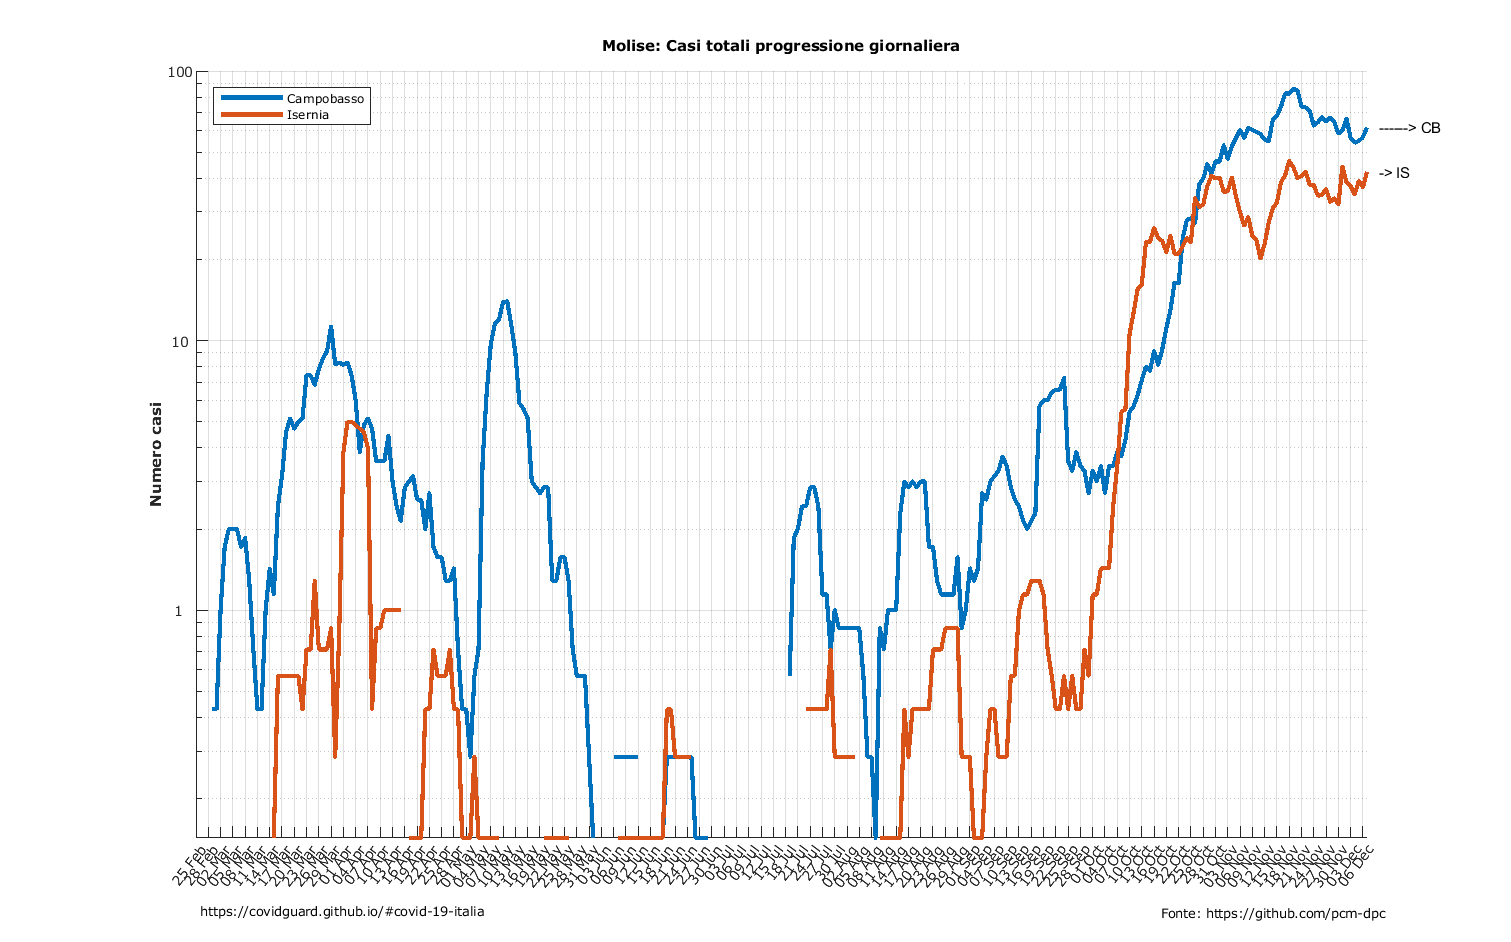 Molise: Casi totali progressione giornaliera
Campobasso
Isernia
100
10
1
Numero casi
------> CB
-> IS
25 Feb
28 Feb
02 Mar
05 Mar
08 Mar
11 Mar
14 Mar
17 Mar
20 Mar
23 Mar
26 Mar
29 Mar
01 Apr
04 Apr
07 Apr
10 Apr
13 Apr
16 Apr
19 Apr
22 Apr
25 Apr
28 Apr
01 May
04 May
07 May
10 May
13 May
16 May
19 May
22 May
25 May
28 May
31 May
03 Jun
06 Jun
09 Jun
12 Jun
15 Jun
18 Jun
21 Jun
24 Jun
27 Jun
30 Jun
03 Jul
06 Jul
09 Jul
12 Jul
15 Jul
18 Jul
21 Jul
24 Jul
27 Jul
30 Jul
02 Aug
05 Aug
08 Aug
11 Aug
14 Aug
17 Aug
20 Aug
23 Aug
26 Aug
29 Aug
01 Sep
04 Sep
07 Sep
10 Sep
13 Sep
16 Sep
19 Sep
22 Sep
25 Sep
28 Sep
01 Oct
04 Oct
07 Oct
10 Oct
13 Oct
16 Oct
19 Oct
22 Oct
25 Oct
28 Oct
31 Oct
03 Nov
06 Nov
09 Nov
12 Nov
15 Nov
18 Nov
21 Nov
24 Nov
27 Nov
30 Nov
03 Dec
06 Dec
https://covidguard.github.io/#covid-19-italia
Fonte: https://github.com/pcm-dpc